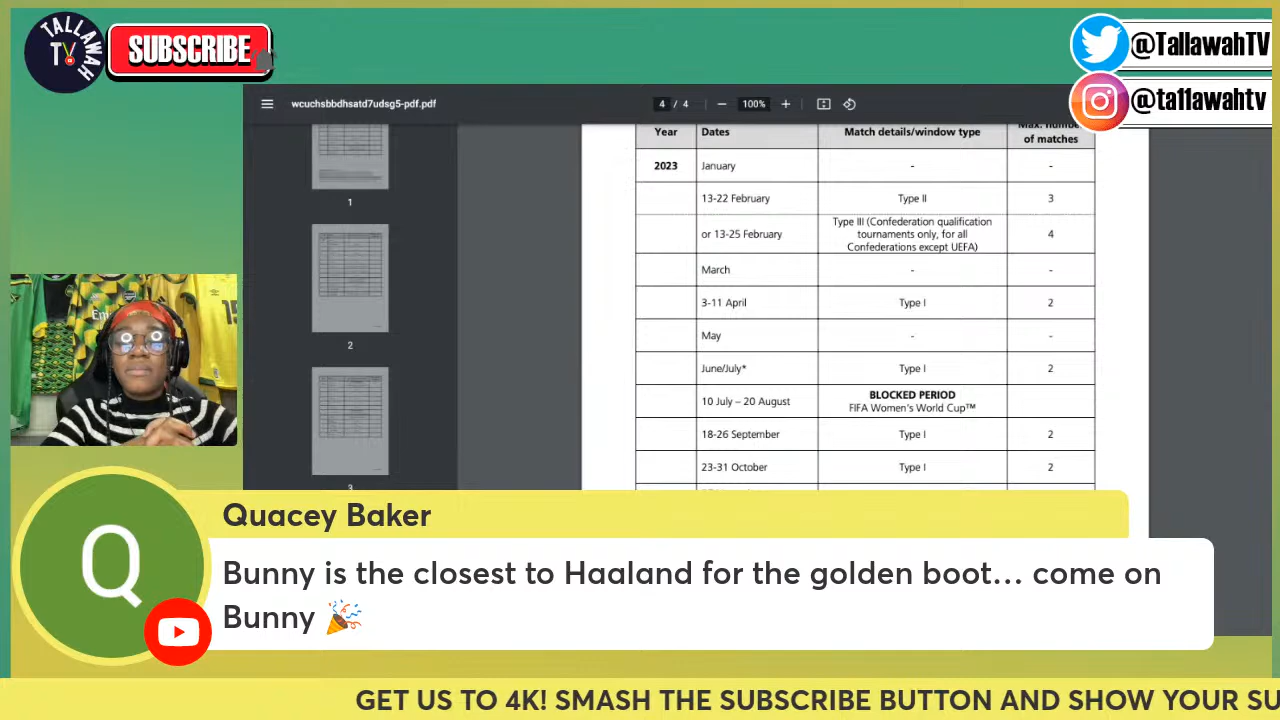 TALLAWAH
TV
SUBSCRIBE
@TallawahTV
@ta11awahtv
wcuchsbbdhsatd7udsg5-pdf.pdf
4 / 4
100%
1
2
3
Year Dates Match details/window type Max. number of matches
2023 January - -
13-22 February Type II 3
or 13-25 February Type III (Confederation qualification tournaments only, for all Confederations except UEFA) 4
March - -
3-11 April Type I 2
May - -
June/July* Type I 2
10 July – 20 August BLOCKED PERIOD FIFA Women's World Cup™
18-26 September Type I 2
23-31 October Type I 2
Q
Quacey Baker
Bunny is the closest to Haaland for the golden boot... come on
Bunny 🎉
GET US TO 4K! SMASH THE SUBSCRIBE BUTTON AND SHOW YOUR SU